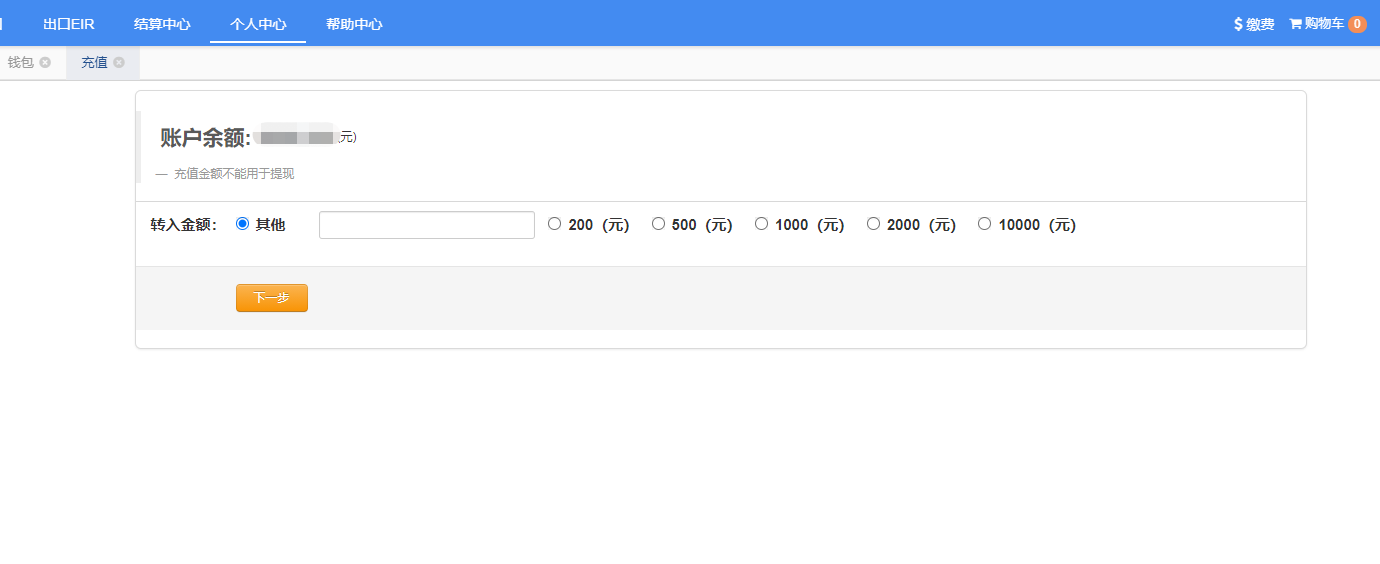 出口EIR 结算中心 个人中心 帮助中心 $ 缴费 购物车 0
钱包 充值
账户余额: 元)
— 充值金额不能用于提现
转入金额： 其他 200（元） 500（元） 1000（元） 2000（元） 10000（元）
下一步